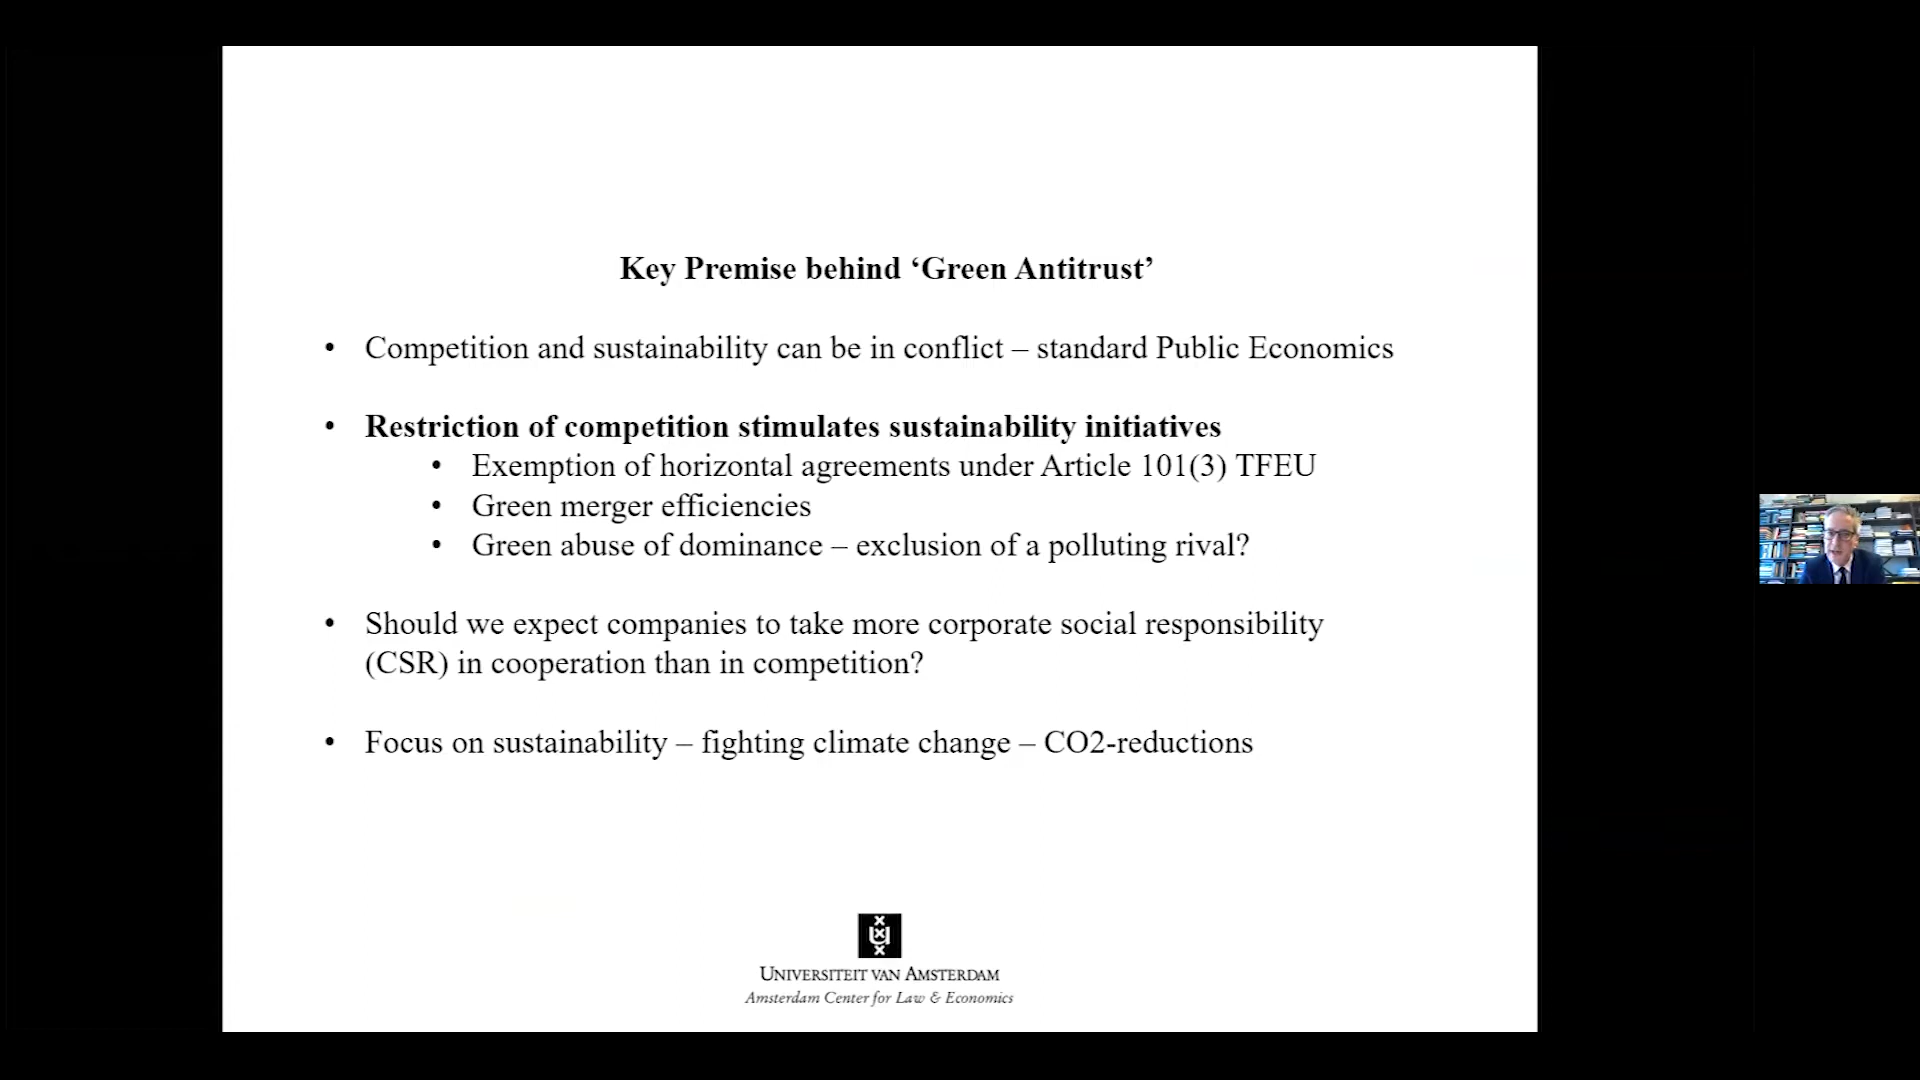 Key Premise behind ‘Green Antitrust’
• Competition and sustainability can be in conflict – standard Public Economics
• Restriction of competition stimulates sustainability initiatives
• Exemption of horizontal agreements under Article 101(3) TFEU
• Green merger efficiencies
• Green abuse of dominance – exclusion of a polluting rival?
• Should we expect companies to take more corporate social responsibility
(CSR) in cooperation than in competition?
• Focus on sustainability – fighting climate change – CO2-reductions
UNIVERSITEIT VAN AMSTERDAM
Amsterdam Center for Law & Economics